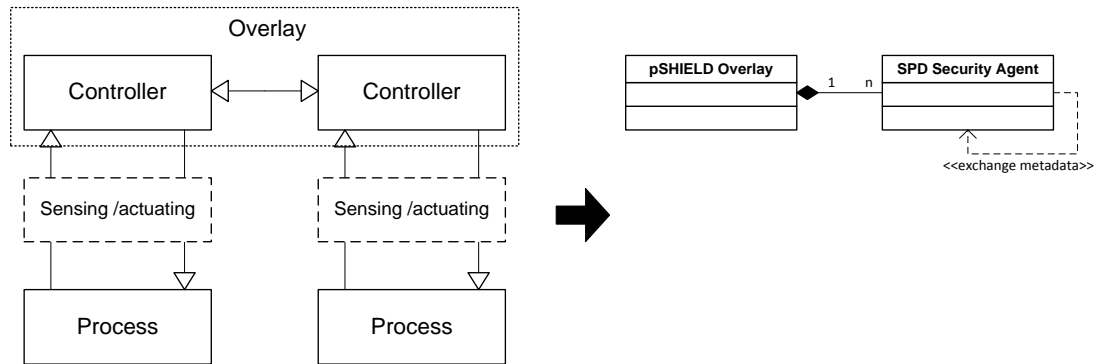 Overlay
Controller
Controller
Sensing /actuating
Sensing /actuating
Process
Process
pSHIELD Overlay
SPD Security Agent
1
n
<<exchange metadata>>